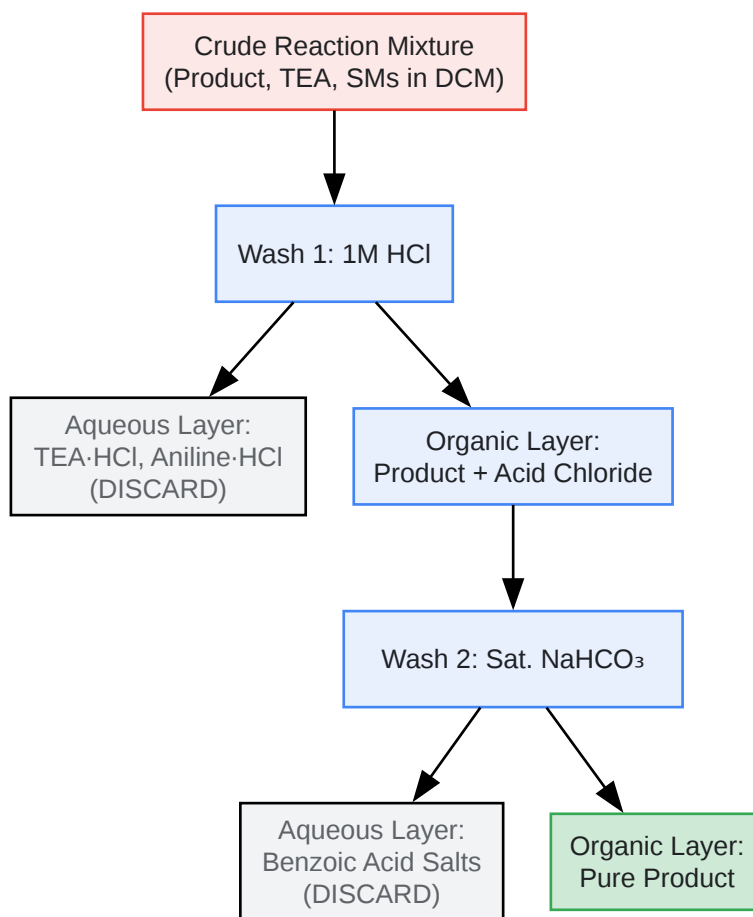 Crude Reaction Mixture
(Product, TEA, SMs in DCM)
Wash 1: 1M HCl
Aqueous Layer:
TEA·HCl, Aniline·HCl
(DISCARD)
Organic Layer:
Product + Acid Chloride
Wash 2: Sat. NaHCO₃
Aqueous Layer:
Benzoic Acid Salts
(DISCARD)
Organic Layer:
Pure Product